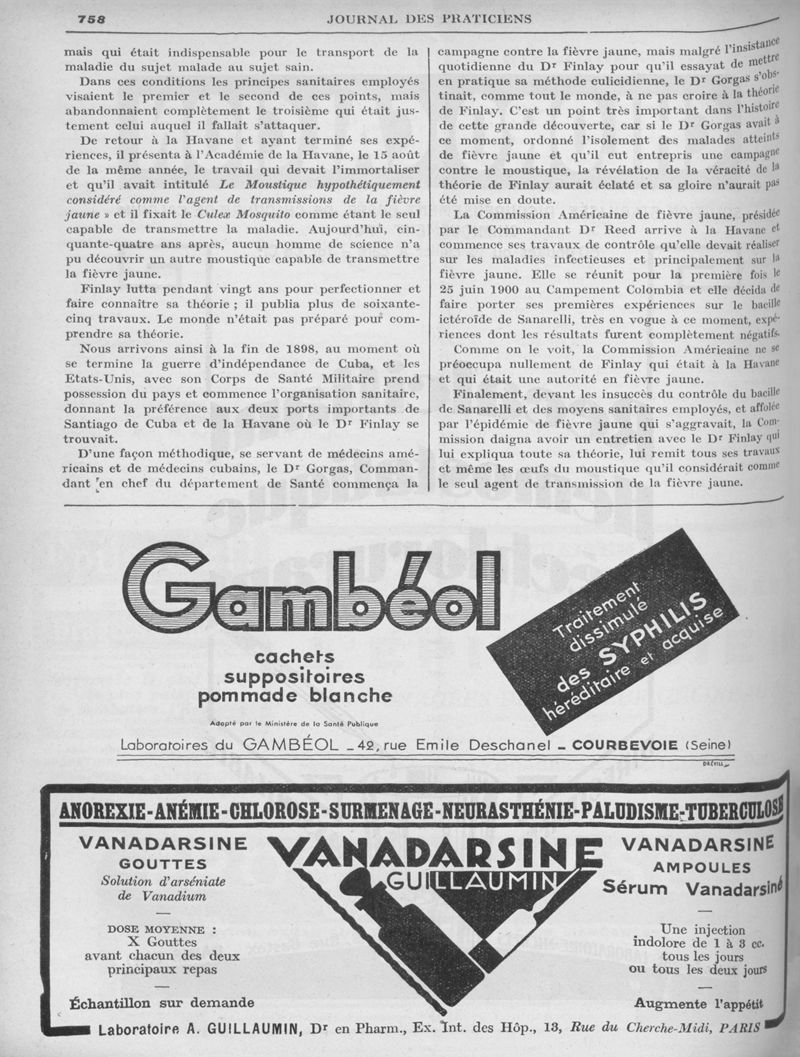 758
JOURNAL DES PRATICIENS
mais qui était indispensable pour le transport de la
maladie du sujet malade au sujet sain.
Dans ces conditions les principes sanitaires employés
visaient le premier et le second de ces points, mais
abandonnaient complètement le troisième qui était jus-
tement celui auquel il fallait s'attaquer.
De retour à la Havane et ayant terminé ses expé-
riences, il présenta à l'Académie de la Havane, le 15 août
de la même année, le travail qui devait l'immortaliser
et qu'il avait intitulé Le Moustique hypothétiquement
considéré comme l'agent de transmissions de la fièvre
jaune » et il fixait le Culex Mosquito comme étant le seul
capable de transmettre la maladie. Aujourd'hui, cin-
quante-quatre ans après, aucun homme de science n'a
pu découvrir un autre moustique capable de transmettre
la fièvre jaune.
Finlay lutta pendant vingt ans pour perfectionner et
faire connaître sa théorie ; il publia plus de soixante-
cinq travaux. Le monde n'était pas préparé pour com-
prendre sa théorie.
Nous arrivons ainsi à la fin de 1898, au moment où
se termine la guerre d'indépendance de Cuba, et les
Etats-Unis, avec son Corps de Santé Militaire prend
possession du pays et commence l'organisation sanitaire,
donnant la préférence aux deux ports importants de
Santiago de Cuba et de la Havane où le Dr Finlay se
trouvait.
D'une façon méthodique, se servant de médecins amé-
ricains et de médecins cubains, le Dr Gorgas, Comman-
dant en chef du département de Santé commença la
campagne contre la fièvre jaune, mais malgré l'insistance
quotidienne du Dr Finlay pour qu'il essayat de mettre
en pratique sa méthode culicidienne, le Dr Gorgas s'obs-
tinait, comme tout le monde, à ne pas croire à la théorie
de Finlay. C'est un point très important dans l'histoire
de cette grande découverte, car si le Dr Gorgas avait à
ce moment, ordonné l'isolement des malades atteints
de fièvre jaune et qu'il eut entrepris une campagne
contre le moustique, la révélation de la véracité de la
théorie de Finlay aurait éclaté et sa gloire n'aurait pas
été mise en doute.
La Commission Américaine de fièvre jaune, présidée
par le Commandant Dr Reed arrive à la Havane et
commence ses travaux de contrôle qu'elle devait réaliser
sur les maladies infectieuses et principalement sur la
fièvre jaune. Elle se réunit pour la première fois le
25 juin 1900 au Campement Colombia et elle décida de
faire porter ses premières expériences sur le bacille
ictéroïde de Sanarelli, très en vogue à ce moment, expé-
riences dont les résultats furent complètement négatifs.
Comme on le voit, la Commission Américaine ne se
préoccupa nullement de Finlay qui était à la Havane
et qui était une autorité en fièvre jaune.
Finalement, devant les insuccès du contrôle du bacille
de Sanarelli et des moyens sanitaires employés, et affolée
par l'épidémie de fièvre jaune qui s'aggravait, la Com-
mission daigna avoir un entretien avec le Dr Finlay qui
lui expliqua toute sa théorie, lui remit tous ses travaux
et même les œufs du moustique qu'il considérait comme
le seul agent de transmission de la fièvre jaune.
Gambéol
cachets
suppositoires
pommade blanche
Adopté par le Ministère de la Santé Publique
Traitement
dissimulé
des SYPHILIS
héréditaire et acquise
Laboratoires du GAMBÉOL - 42, rue Emile Deschanel - COURBEVOIE (Seine)
ANOREXIE-ANÉMIE-CHLOROSE-SURMENAGE-NEURASTHÉNIE-PALUDISME-TUBERCULOSE
VANADARSINE
GOUTTES
Solution d'arséniate
de Vanadium
DOSE MOYENNE :
X Gouttes
avant chacun des deux
principaux repas
Échantillon sur demande
VANADARSINE
GUILLAUMIN
VANADARSINE
AMPOULES
Sérum Vanadarsiné
Une injection
indolore de 1 à 3 cc.
tous les jours
ou tous les deux jours
Augmente l'appétit
Laboratoire A. GUILLAUMIN, Dr en Pharm., Ex. Int. des Hôp., 13, Rue du Cherche-Midi, PARIS